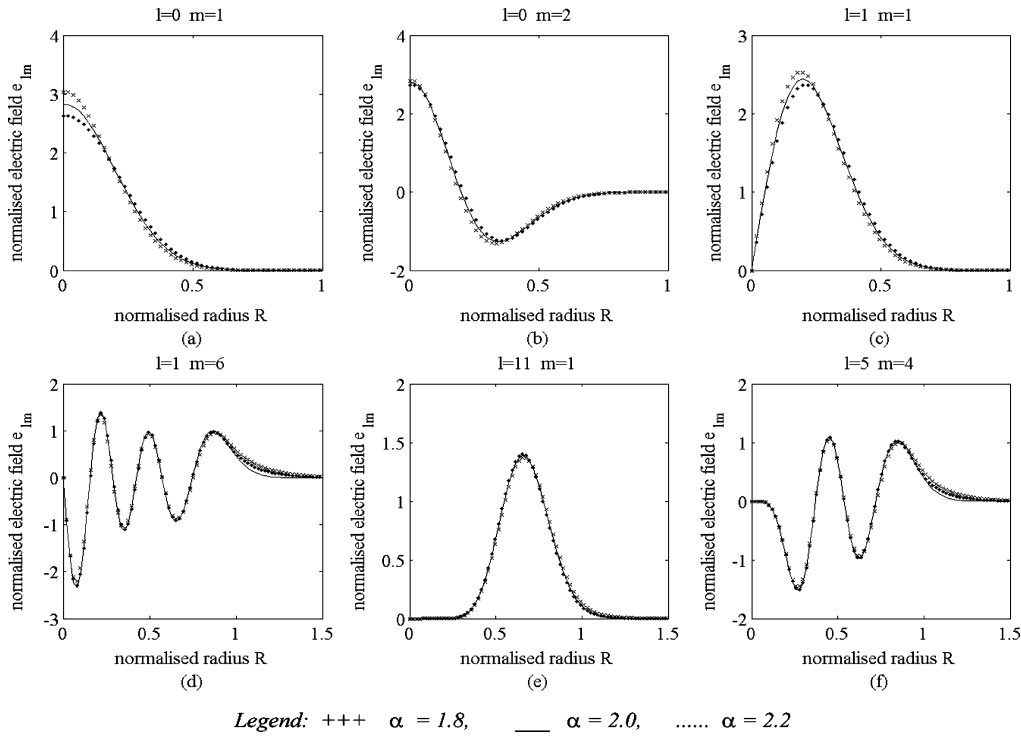 l=0 m=1
4
3
2
1
0
0
0.5
1
normalised electric field e lm
normalised radius R
(a)
l=0 m=2
4
2
0
-2
0
0.5
1
normalised electric field e lm
normalised radius R
(b)
l=1 m=1
3
2
1
0
0
0.5
1
normalised electric field e lm
normalised radius R
(c)
l=1 m=6
2
1
0
-1
-2
-3
0
0.5
1
1.5
normalised electric field e lm
normalised radius R
(d)
l=11 m=1
2
1.5
1
0.5
0
0
0.5
1
1.5
normalised electric field e lm
normalised radius R
(e)
l=5 m=4
2
1
0
-1
-2
0
0.5
1
1.5
normalised electric field e lm
normalised radius R
(f)
Legend: +++ α = 1.8, ___ α = 2.0, ...... α = 2.2